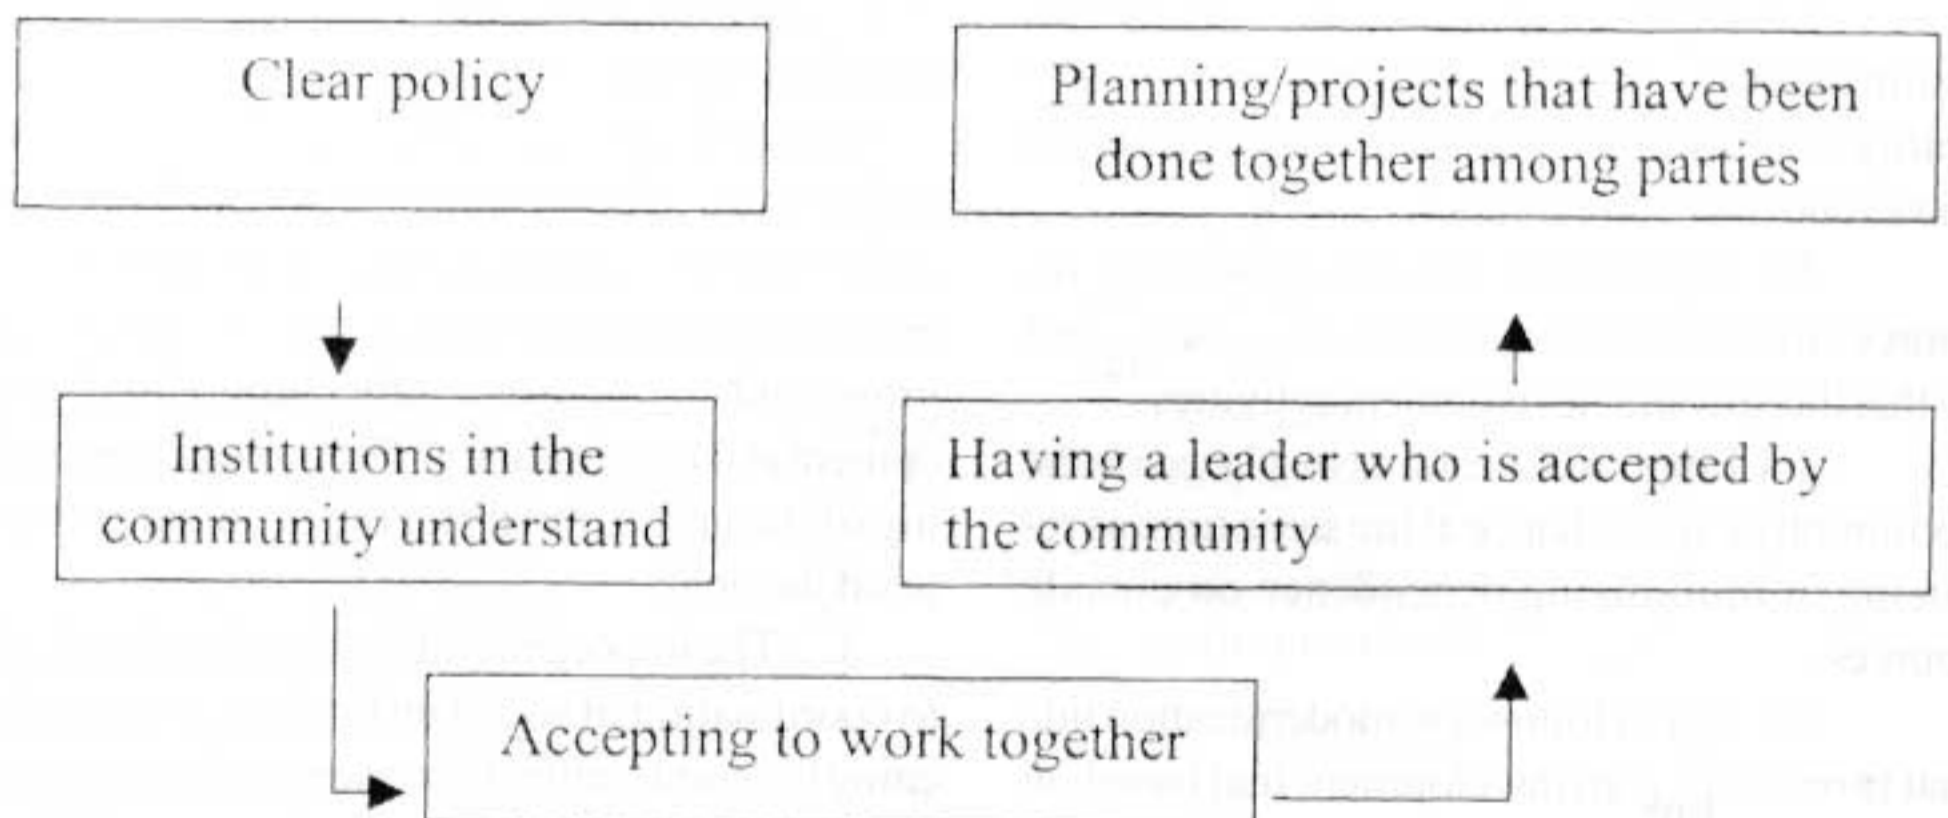 Clear policy
Planning/projects that have been
done together among parties
Institutions in the
community understand
Having a leader who is accepted by
the community
Accepting to work together